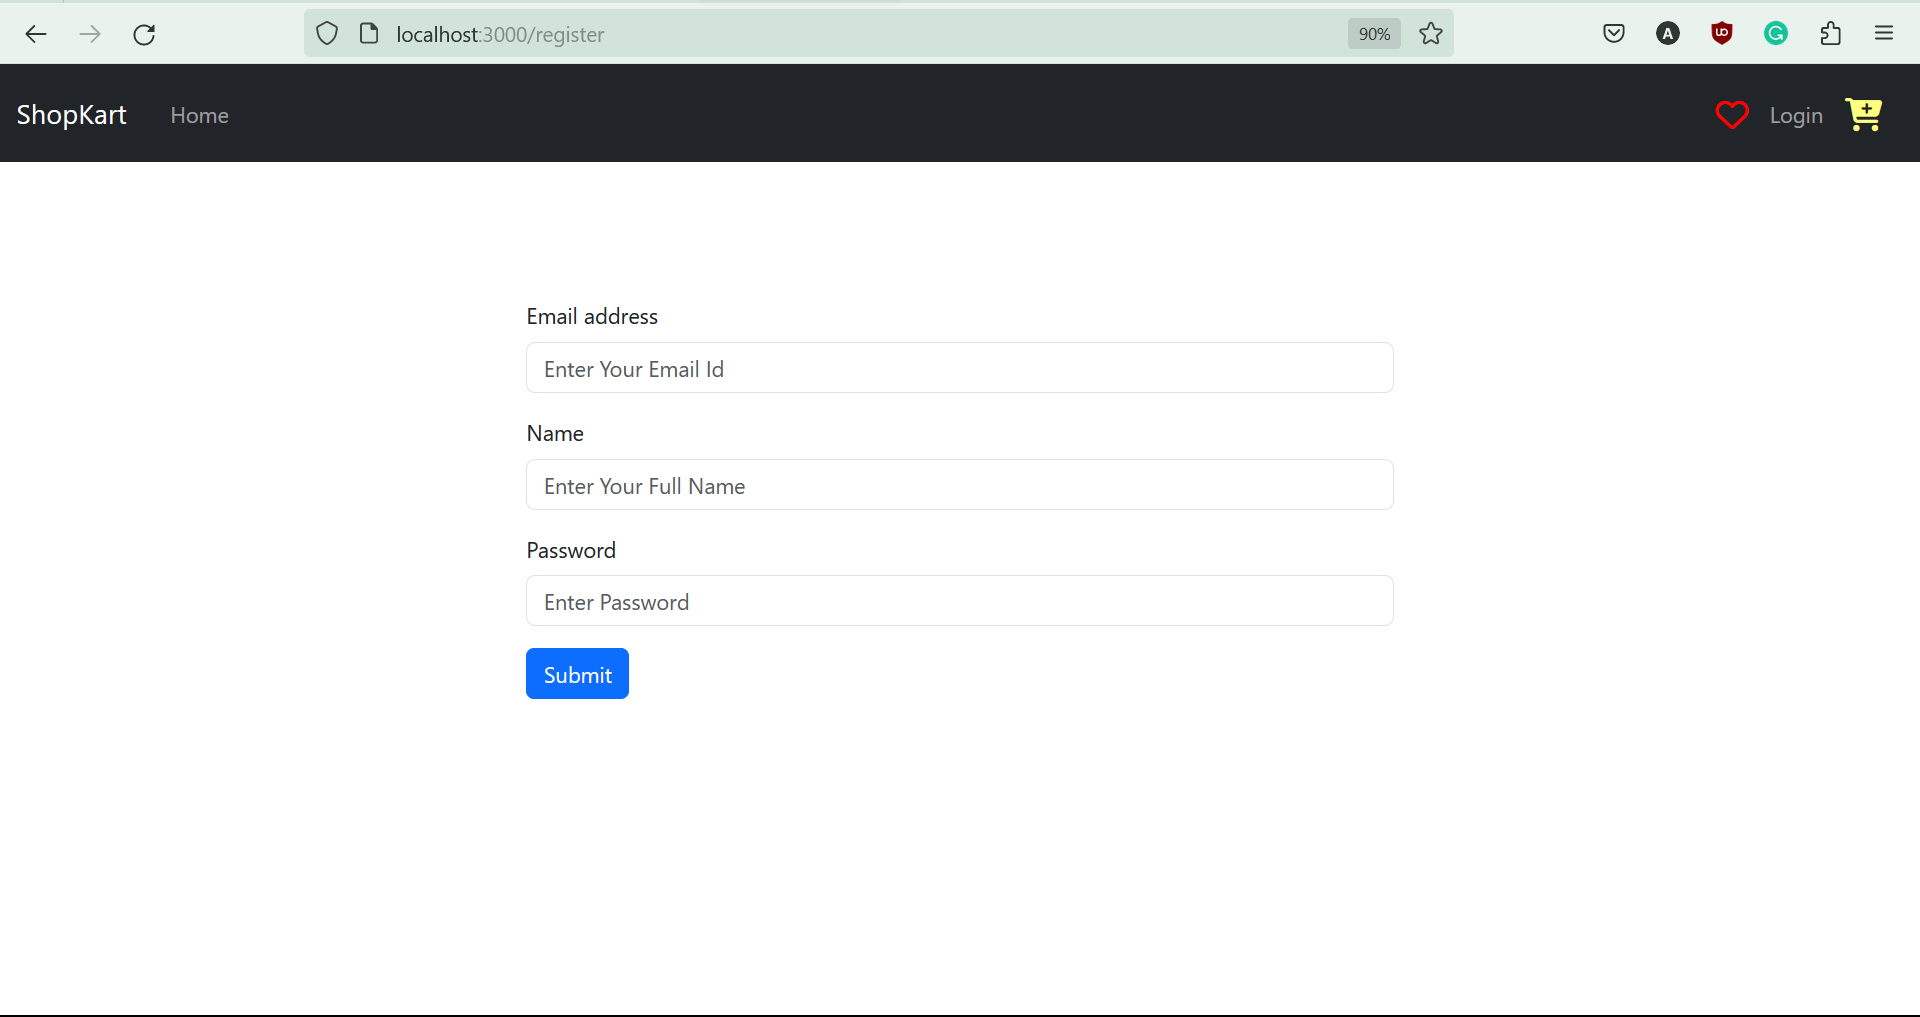 localhost:3000/register
90%
A
ShopKart Home Login
Email address
Enter Your Email Id
Name
Enter Your Full Name
Password
Enter Password
Submit